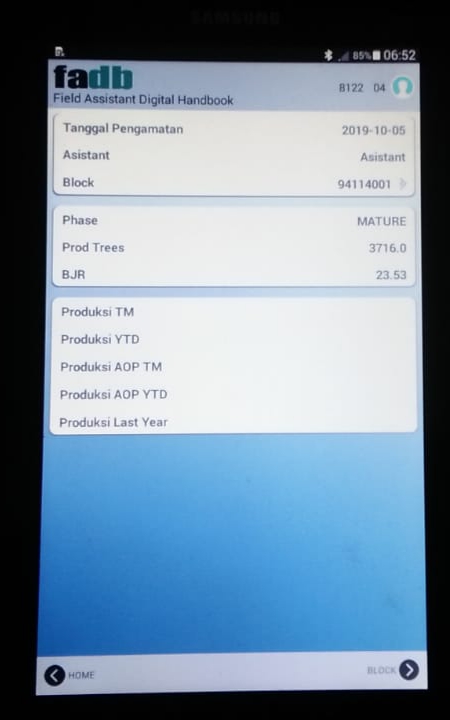 SAMSUNG
85% 06:52
fadb
Field Assistant Digital Handbook
8122 04
Tanggal Pengamatan 2019-10-05
Asistant Asistant
Block 94114001
Phase MATURE
Prod Trees 3716.0
BJR 23.53
Produksi TM
Produksi YTD
Produksi AOP TM
Produksi AOP YTD
Produksi Last Year
HOME BLOCK